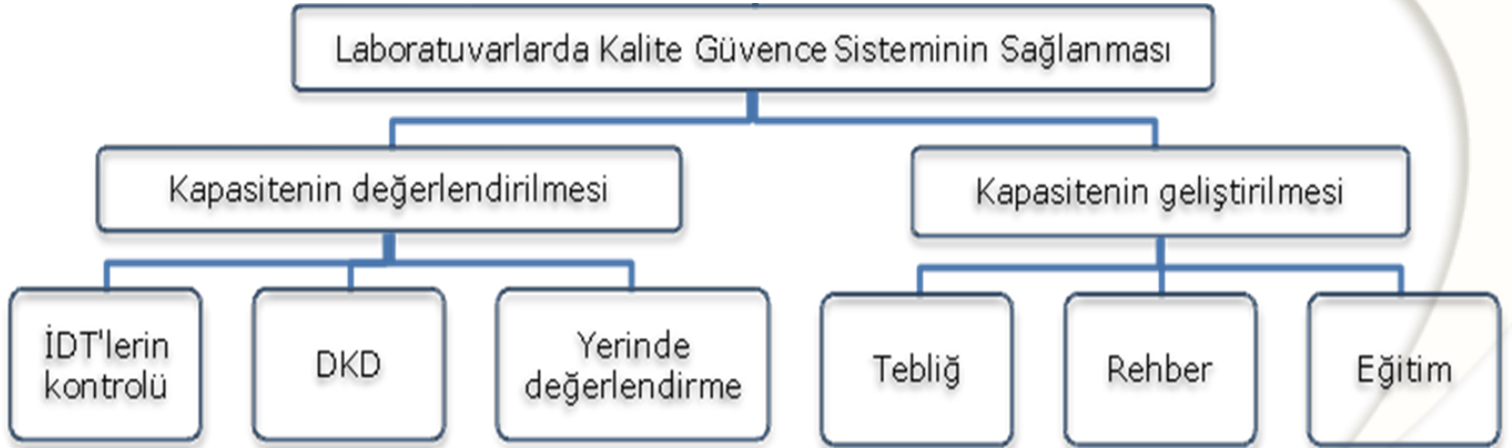 Laboratuvarlarda Kalite Güvence Sisteminin Sağlanması
Kapasitenin değerlendirilmesi
Kapasitenin geliştirilmesi
İDT'lerin
kontrolü
DKD
Yerinde
değerlendirme
Tebliğ
Rehber
Eğitim